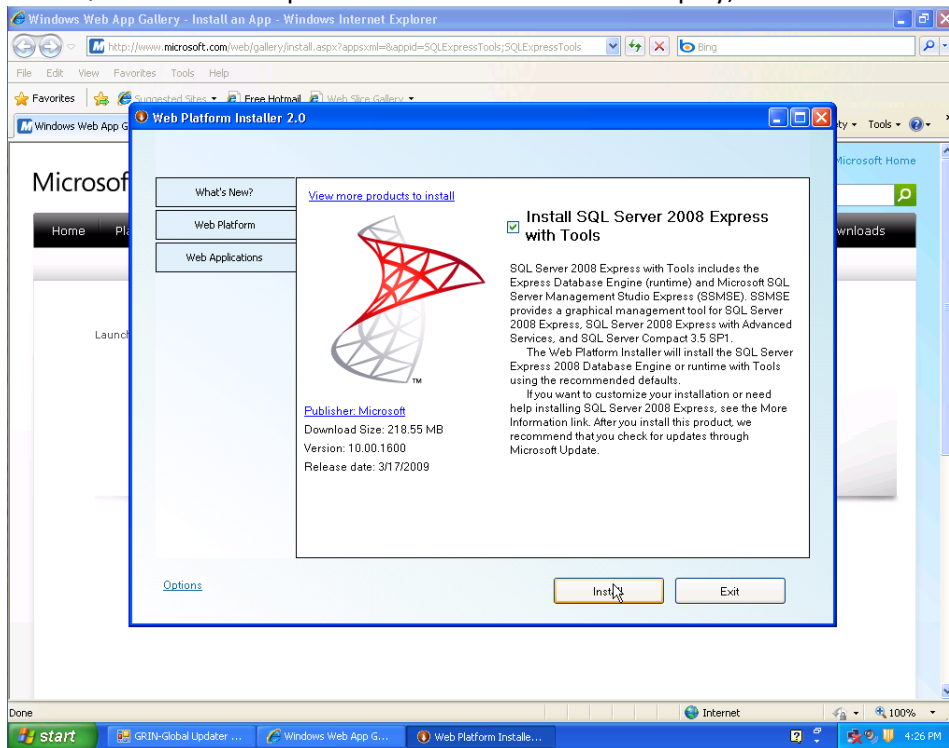 Windows Web App Gallery - Install an App - Windows Internet Explorer
http://www.microsoft.com/web/gallery/install.aspx?appsxml=&appid=SQLExpressTools;SQLExpressTools
Bing
File Edit View Favorites Tools Help
Favorites Suggested Sites Free Hotmail Web Slice Gallery
Windows Web App G
Tools
Web Platform Installer 2.0
Microsoft Home
Microsof
Home
wnloads
Launch
What's New?
Web Platform
Web Applications
View more products to install
Install SQL Server 2008 Express
with Tools
SQL Server 2008 Express with Tools includes the
Express Database Engine (runtime) and Microsoft SQL
Server Management Studio Express (SSMSE). SSMSE
provides a graphical management tool for SQL Server
2008 Express, SQL Server 2008 Express with Advanced
Services, and SQL Server Compact 3.5 SP1.
The Web Platform Installer will install the SQL Server
Express 2008 Database Engine or runtime with Tools
using the recommended defaults.
If you want to customize your installation or need
help installing SQL Server 2008 Express, see the More
Information link. After you install this product, we
recommend that you check for updates through
Microsoft Update.
TM
Publisher: Microsoft
Download Size: 218.55 MB
Version: 10.00.1600
Release date: 3/17/2009
Options
Install
Exit
Done
Internet
100%
start
GRIN-Global Updater ...
Windows Web App G...
Web Platform Installe...
4:26 PM